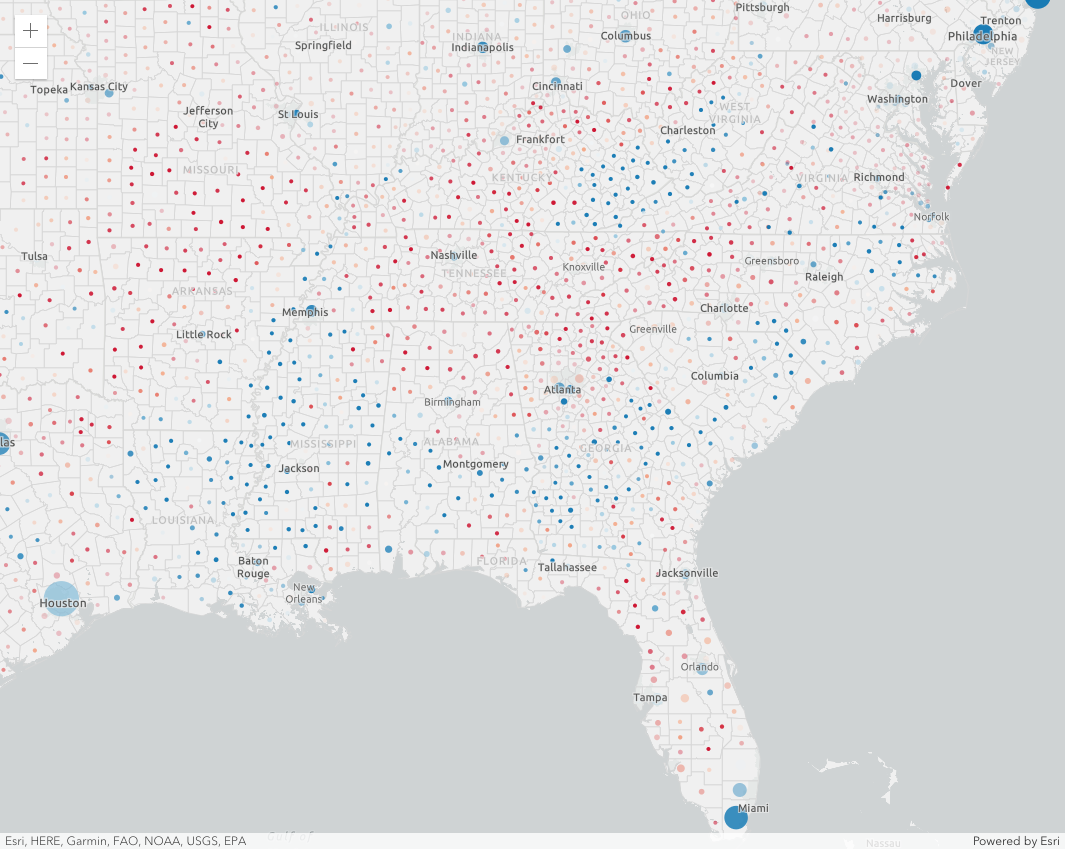 Pittsburgh
OHIO
Harrisburg
Trenton
ILLINOIS
Columbus
Philadelphia
INDIANA
Springfield
Indianapolis
NEW
JERSEY
Topeka
Kansas City
Cincinnati
Dover
Washington
WEST
VIRGINIA
Jefferson
City
St Louis
Charleston
Frankfort
MISSOURI
KENTUCKY
VIRGINIA
Richmond
Norfolk
Tulsa
Nashville
Greensboro
Knoxville
TENNESSEE
Raleigh
ARKANSAS
Memphis
Charlotte
Little Rock
Greenville
Columbia
Atlanta
Birmingham
las
MISSISSIPPI
ALABAMA
GEORGIA
Jackson
Montgomery
LOUISIANA
Baton
Rouge
FLORIDA
Tallahassee
Jacksonville
New
Orleans
Houston
Orlando
Tampa
Miami
Gulf of
Nassau
Esri, HERE, Garmin, FAO, NOAA, USGS, EPA
Powered by Esri